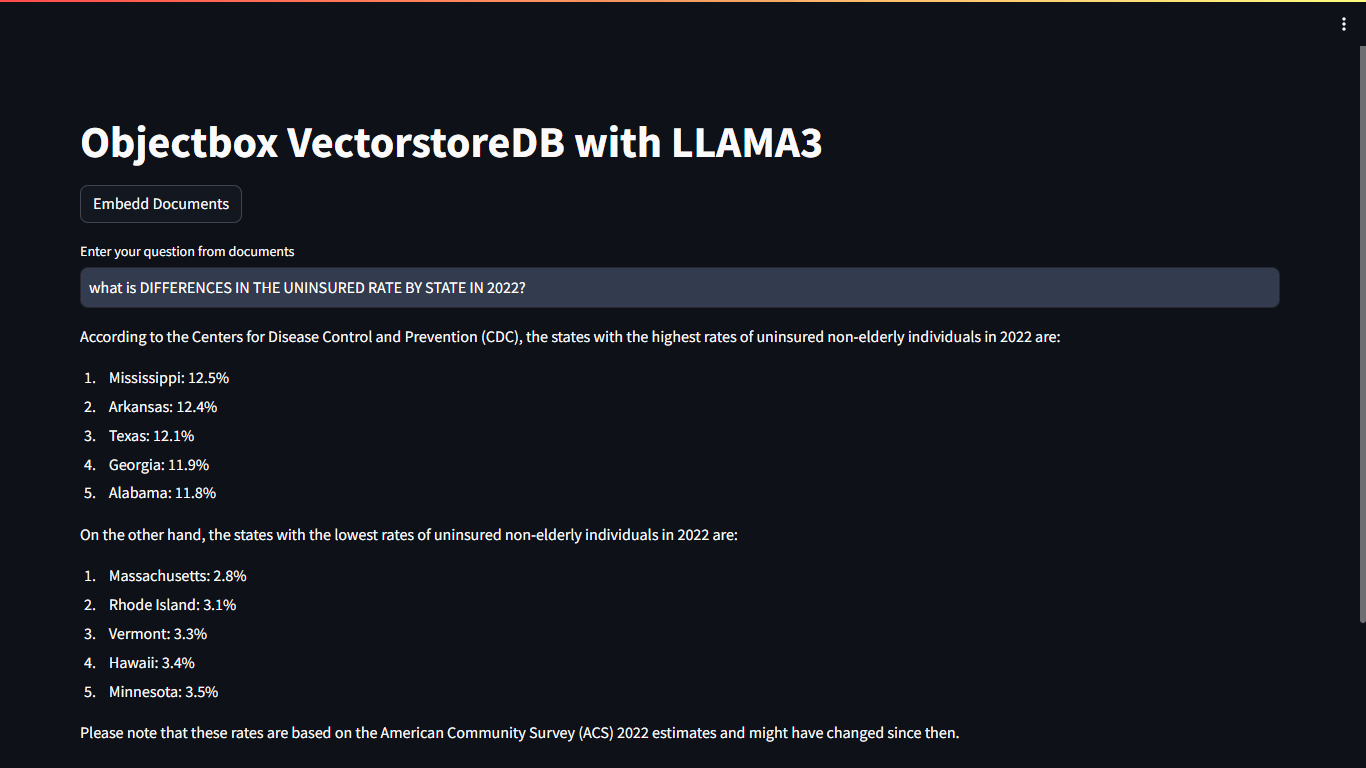 Objectbox VectorstoreDB with LLAMA3
Embedd Documents
Enter your question from documents
what is DIFFERENCES IN THE UNINSURED RATE BY STATE IN 2022?
According to the Centers for Disease Control and Prevention (CDC), the states with the highest rates of uninsured non-elderly individuals in 2022 are:
1. Mississippi: 12.5%
2. Arkansas: 12.4%
3. Texas: 12.1%
4. Georgia: 11.9%
5. Alabama: 11.8%
On the other hand, the states with the lowest rates of uninsured non-elderly individuals in 2022 are:
1. Massachusetts: 2.8%
2. Rhode Island: 3.1%
3. Vermont: 3.3%
4. Hawaii: 3.4%
5. Minnesota: 3.5%
Please note that these rates are based on the American Community Survey (ACS) 2022 estimates and might have changed since then.